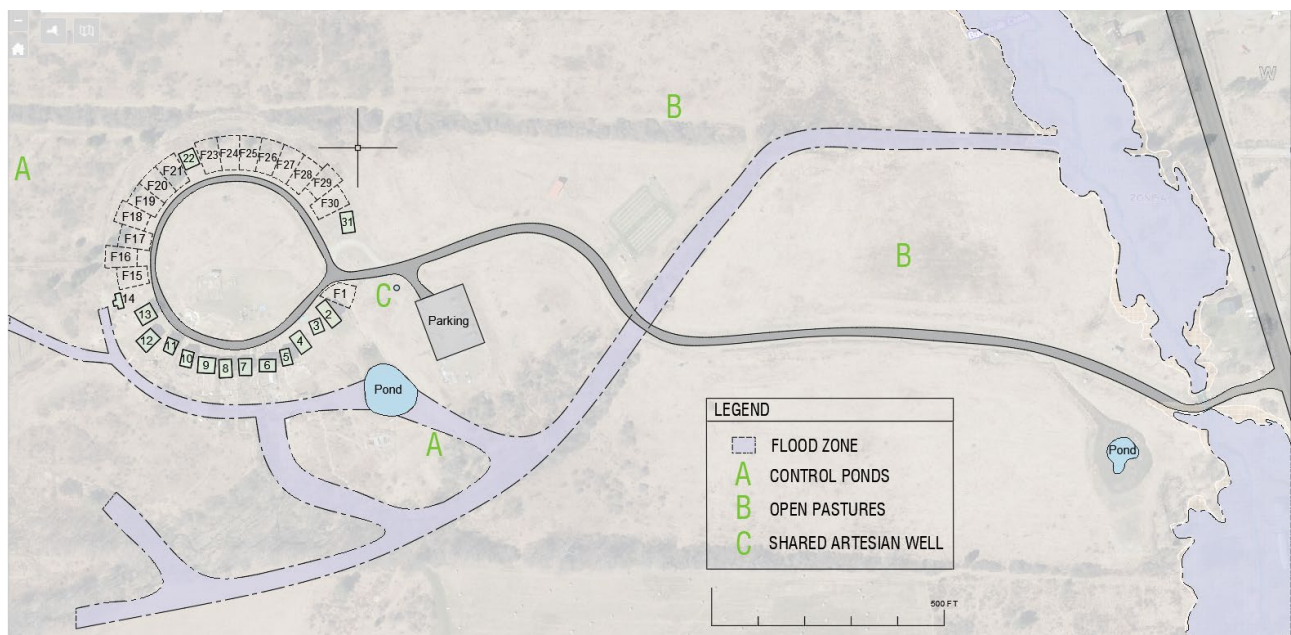 B
W
A
22
F23
F24
F25
F26
F27
F28
F29
F30
31
F21
F20
F19
F18
F17
F16
F15
14
13
12
11
10
9
8
7
6
5
4
3
2
F1
C
Parking
B
Pond
A
Pond
LEGEND
FLOOD ZONE
A CONTROL PONDS
B OPEN PASTURES
C SHARED ARTESIAN WELL
500 FT